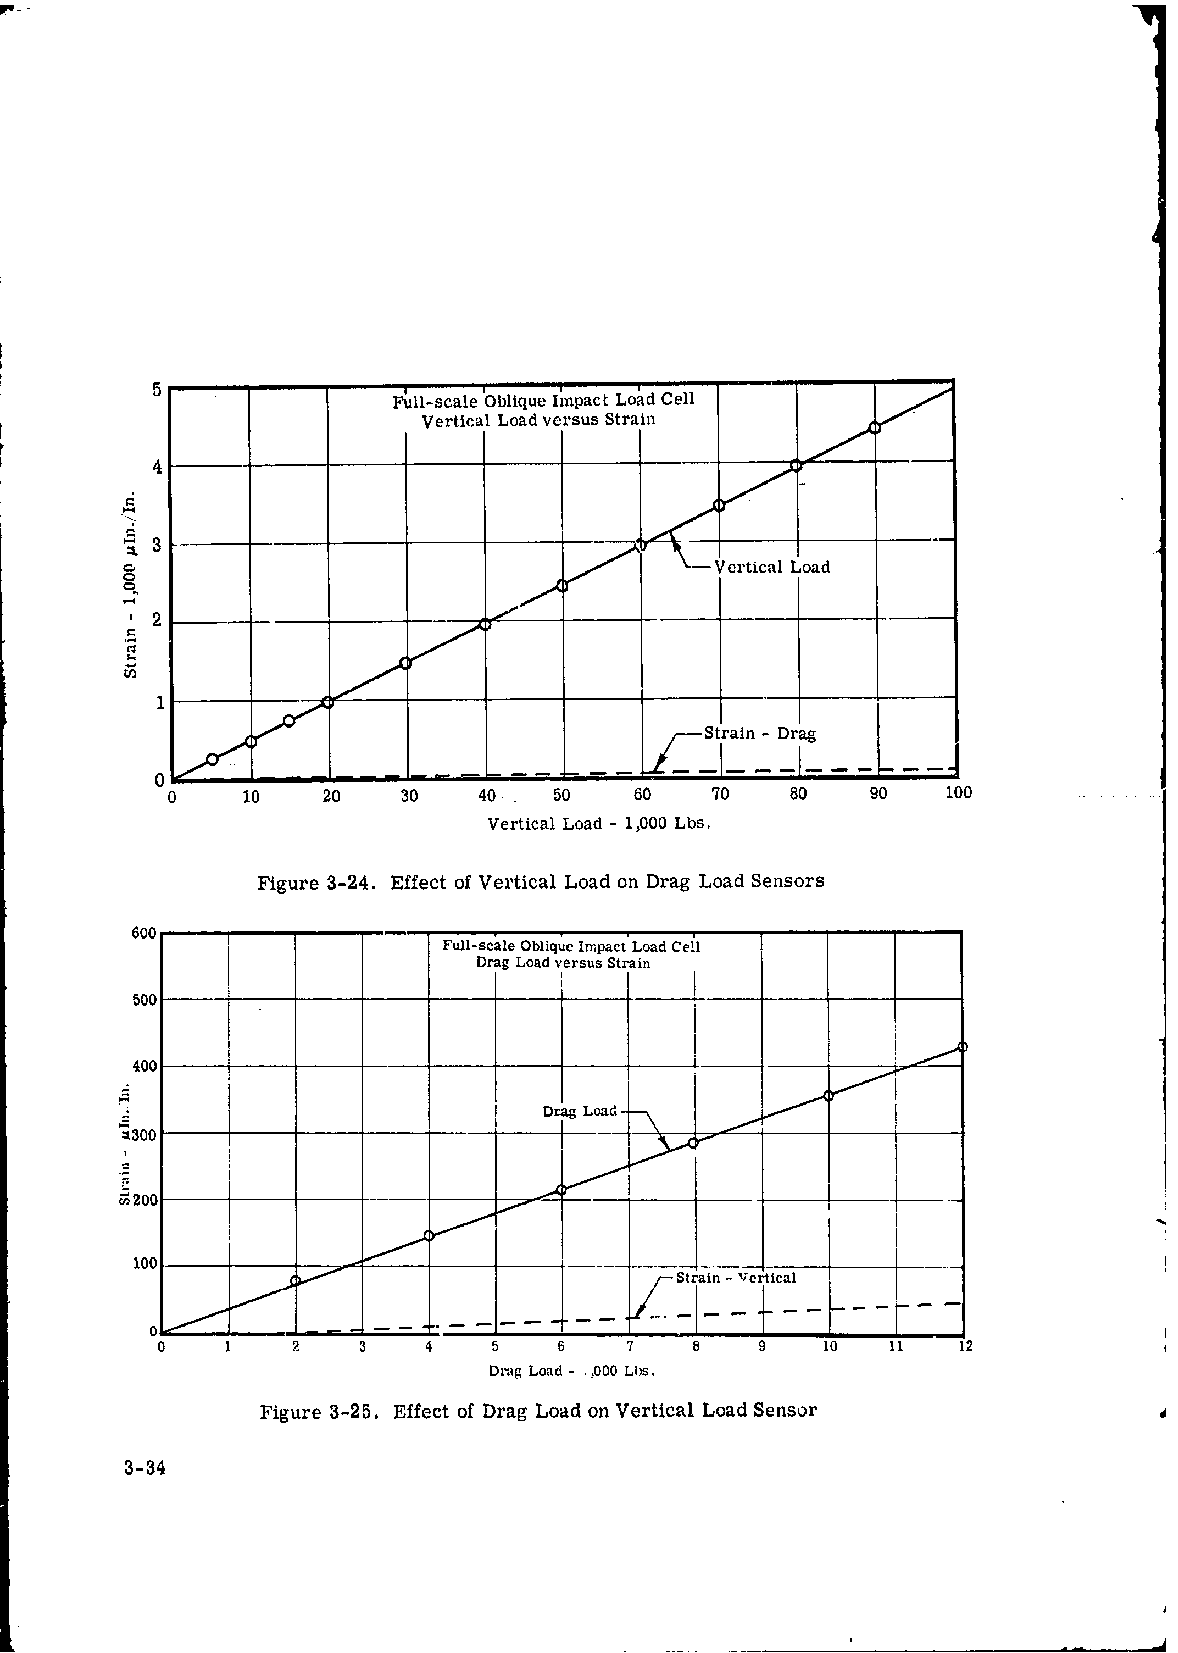 5
Full-scale Oblique Impact Load Cell
Vertical Load versus Strain
4
Strain - 1,000 µIn./In.
3
Vertical Load
2
1
Strain - Drag
0
0 10 20 30 40 50 60 70 80 90 100
Vertical Load - 1,000 Lbs.
Figure 3-24. Effect of Vertical Load on Drag Load Sensors
600
Full-scale Oblique Impact Load Cell
Drag Load versus Strain
500
400
Strain - µIn. In.
Drag Load
300
200
100
Strain - Vertical
0
0 1 2 3 4 5 6 7 8 9 10 11 12
Drag Load - ,000 Lbs.
Figure 3-25. Effect of Drag Load on Vertical Load Sensor
3-34